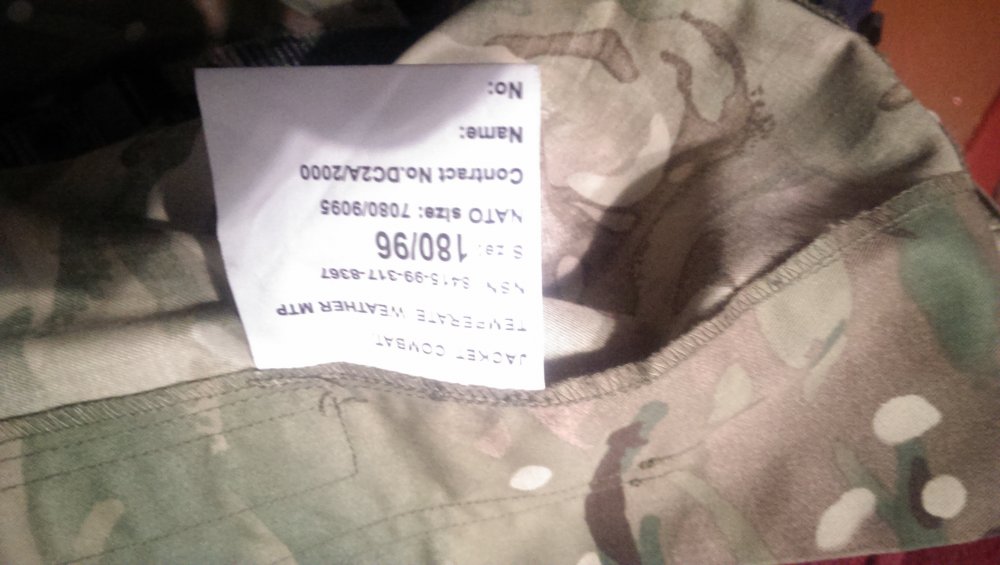 JACKET COMBAT
TEMPERATE WEATHER MTP
NSN 8415-99-317-8367
Size: 180/96
NATO size: 7080/9095
Contract No.DC2A/2000
Name:
No: